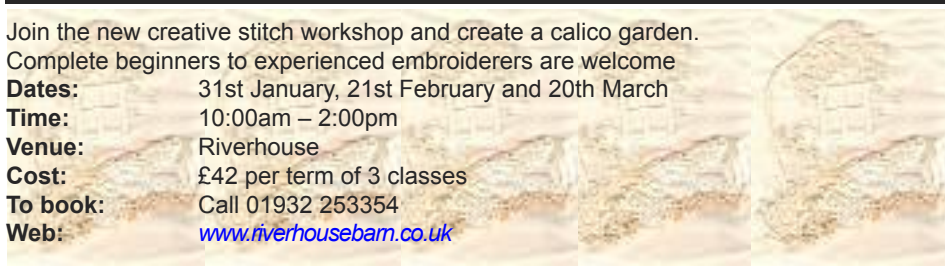 Join the new creative stitch workshop and create a calico garden.
Complete beginners to experienced embroiderers are welcome
Dates: 31st January, 21st February and 20th March
Time: 10:00am – 2:00pm
Venue: Riverhouse
Cost: £42 per term of 3 classes
To book: Call 01932 253354
Web: www.riverhousebarn.co.uk